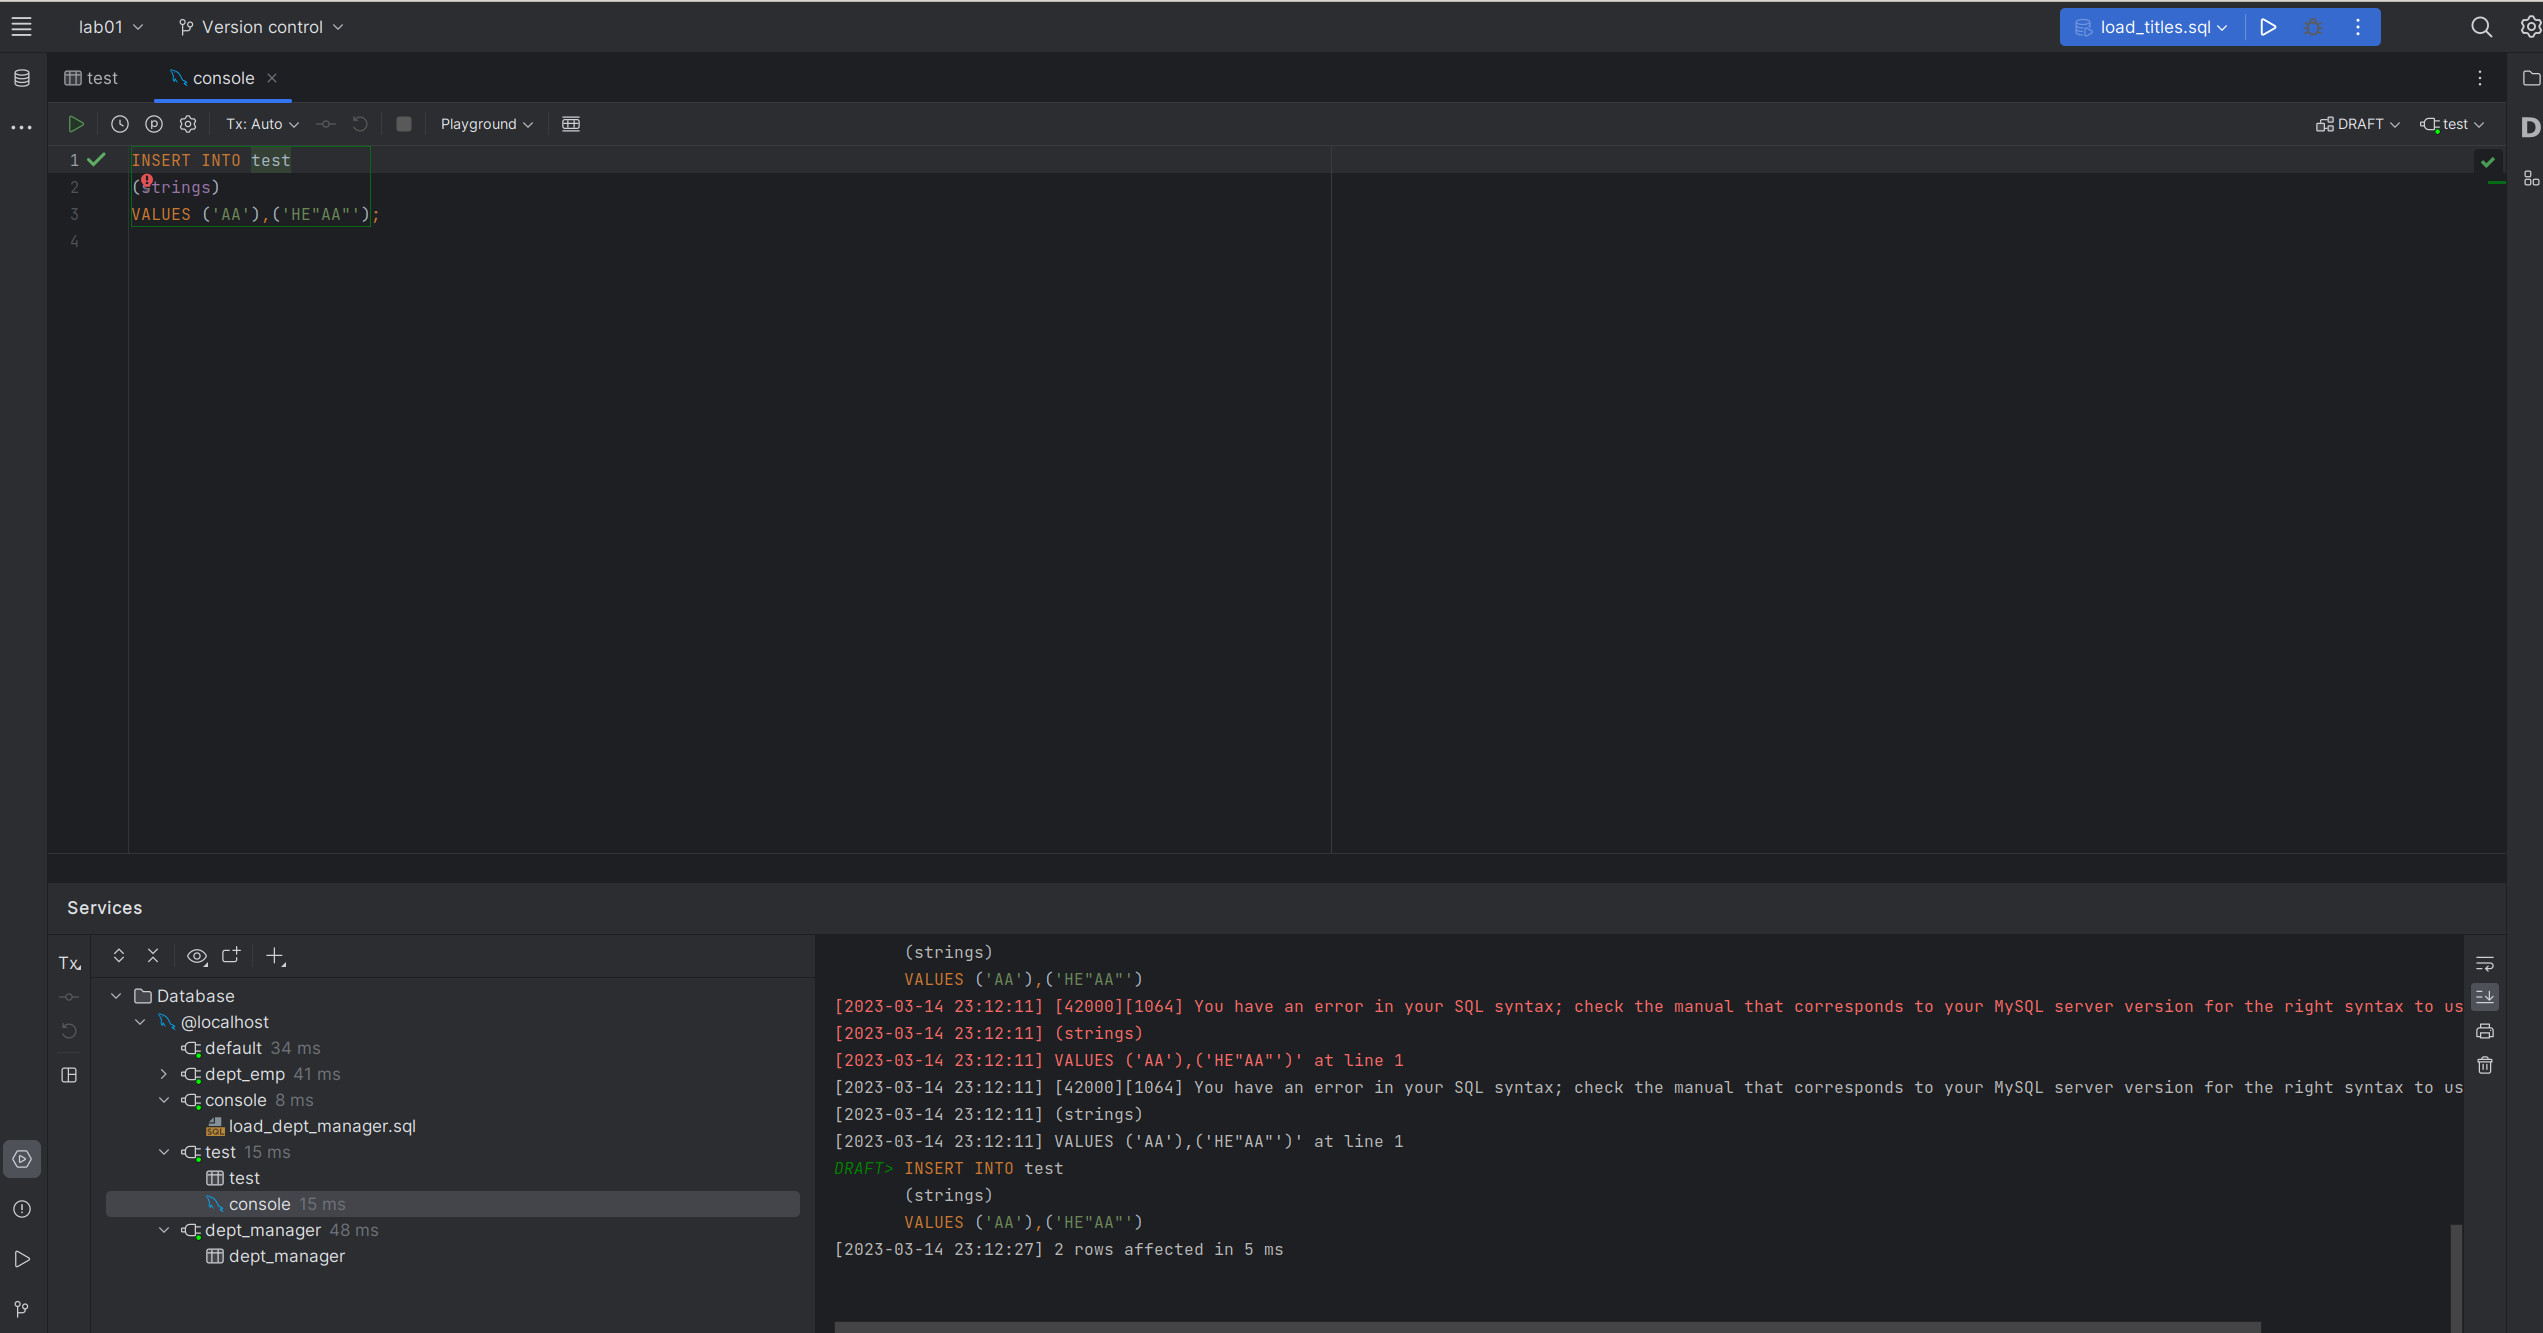 lab01 Version control load_titles.sql
test console
Tx: Auto Playground DRAFT test
1 INSERT INTO test
2 (strings)
3 VALUES ('AA'),('HE"AA"');
4
Services
Tx
Database
@localhost
default 34 ms
dept_emp 41 ms
console 8 ms
SQL load_dept_manager.sql
test 15 ms
test
console 15 ms
dept_manager 48 ms
dept_manager
(strings)
VALUES ('AA'),('HE"AA"')
[2023-03-14 23:12:11] [42000][1064] You have an error in your SQL syntax; check the manual that corresponds to your MySQL server version for the right syntax to us
[2023-03-14 23:12:11] (strings)
[2023-03-14 23:12:11] VALUES ('AA'),('HE"AA"')' at line 1
[2023-03-14 23:12:11] [42000][1064] You have an error in your SQL syntax; check the manual that corresponds to your MySQL server version for the right syntax to us
[2023-03-14 23:12:11] (strings)
[2023-03-14 23:12:11] VALUES ('AA'),('HE"AA"')' at line 1
DRAFT> INSERT INTO test
(strings)
VALUES ('AA'),('HE"AA"')
[2023-03-14 23:12:27] 2 rows affected in 5 ms
D